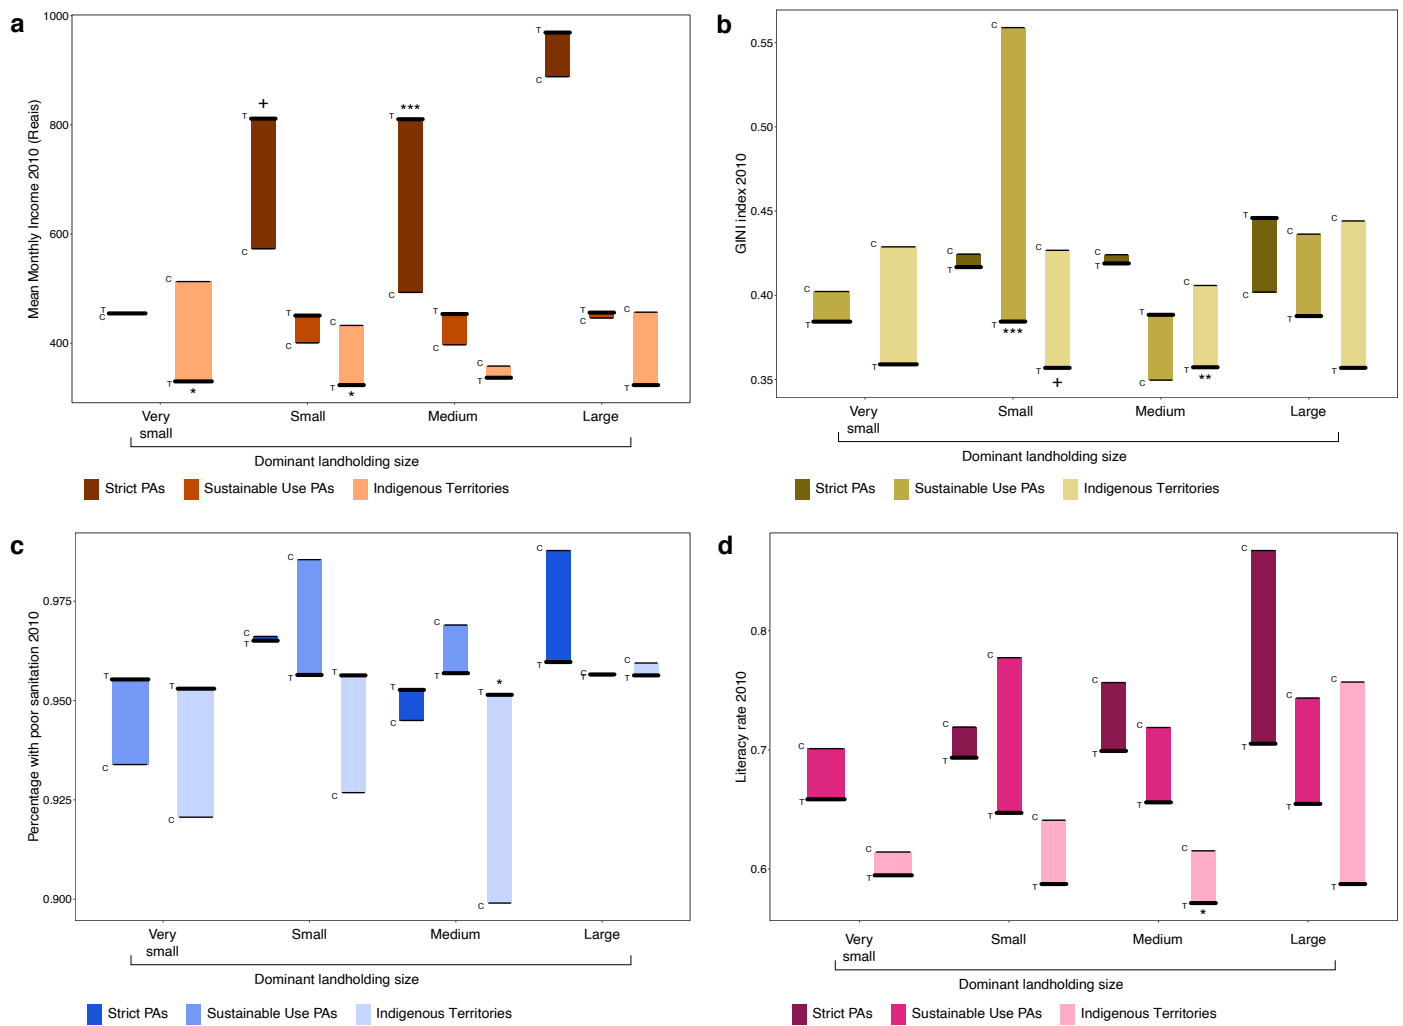 a
1000
800
600
400
Mean Monthly Income 2010 (Reais)
T
C
C
T
*
+
T
C
T
C
C
T
*
***
T
C
T
C
C
T
T
C
T
C
C
T
Very small
Small
Medium
Large
Dominant landholding size
Strict PAs
Sustainable Use PAs
Indigenous Territories
b
0.55
0.50
0.45
0.40
0.35
GINI index 2010
C
T
C
T
C
T
C
T
***
C
T
+
C
T
T
C
C
T
**
T
C
C
T
C
T
Very small
Small
Medium
Large
Dominant landholding size
Strict PAs
Sustainable Use PAs
Indigenous Territories
c
0.975
0.950
0.925
0.900
Percentage with poor sanitation 2010
T
C
T
C
C
T
C
T
T
C
T
C
C
T
*
T
C
C
T
C
T
C
T
Very small
Small
Medium
Large
Dominant landholding size
Strict PAs
Sustainable Use PAs
Indigenous Territories
d
0.8
0.7
0.6
Literacy rate 2010
C
T
C
T
C
T
C
T
C
T
C
T
C
T
C
T
*
C
T
C
T
C
T
Very small
Small
Medium
Large
Dominant landholding size
Strict PAs
Sustainable Use PAs
Indigenous Territories